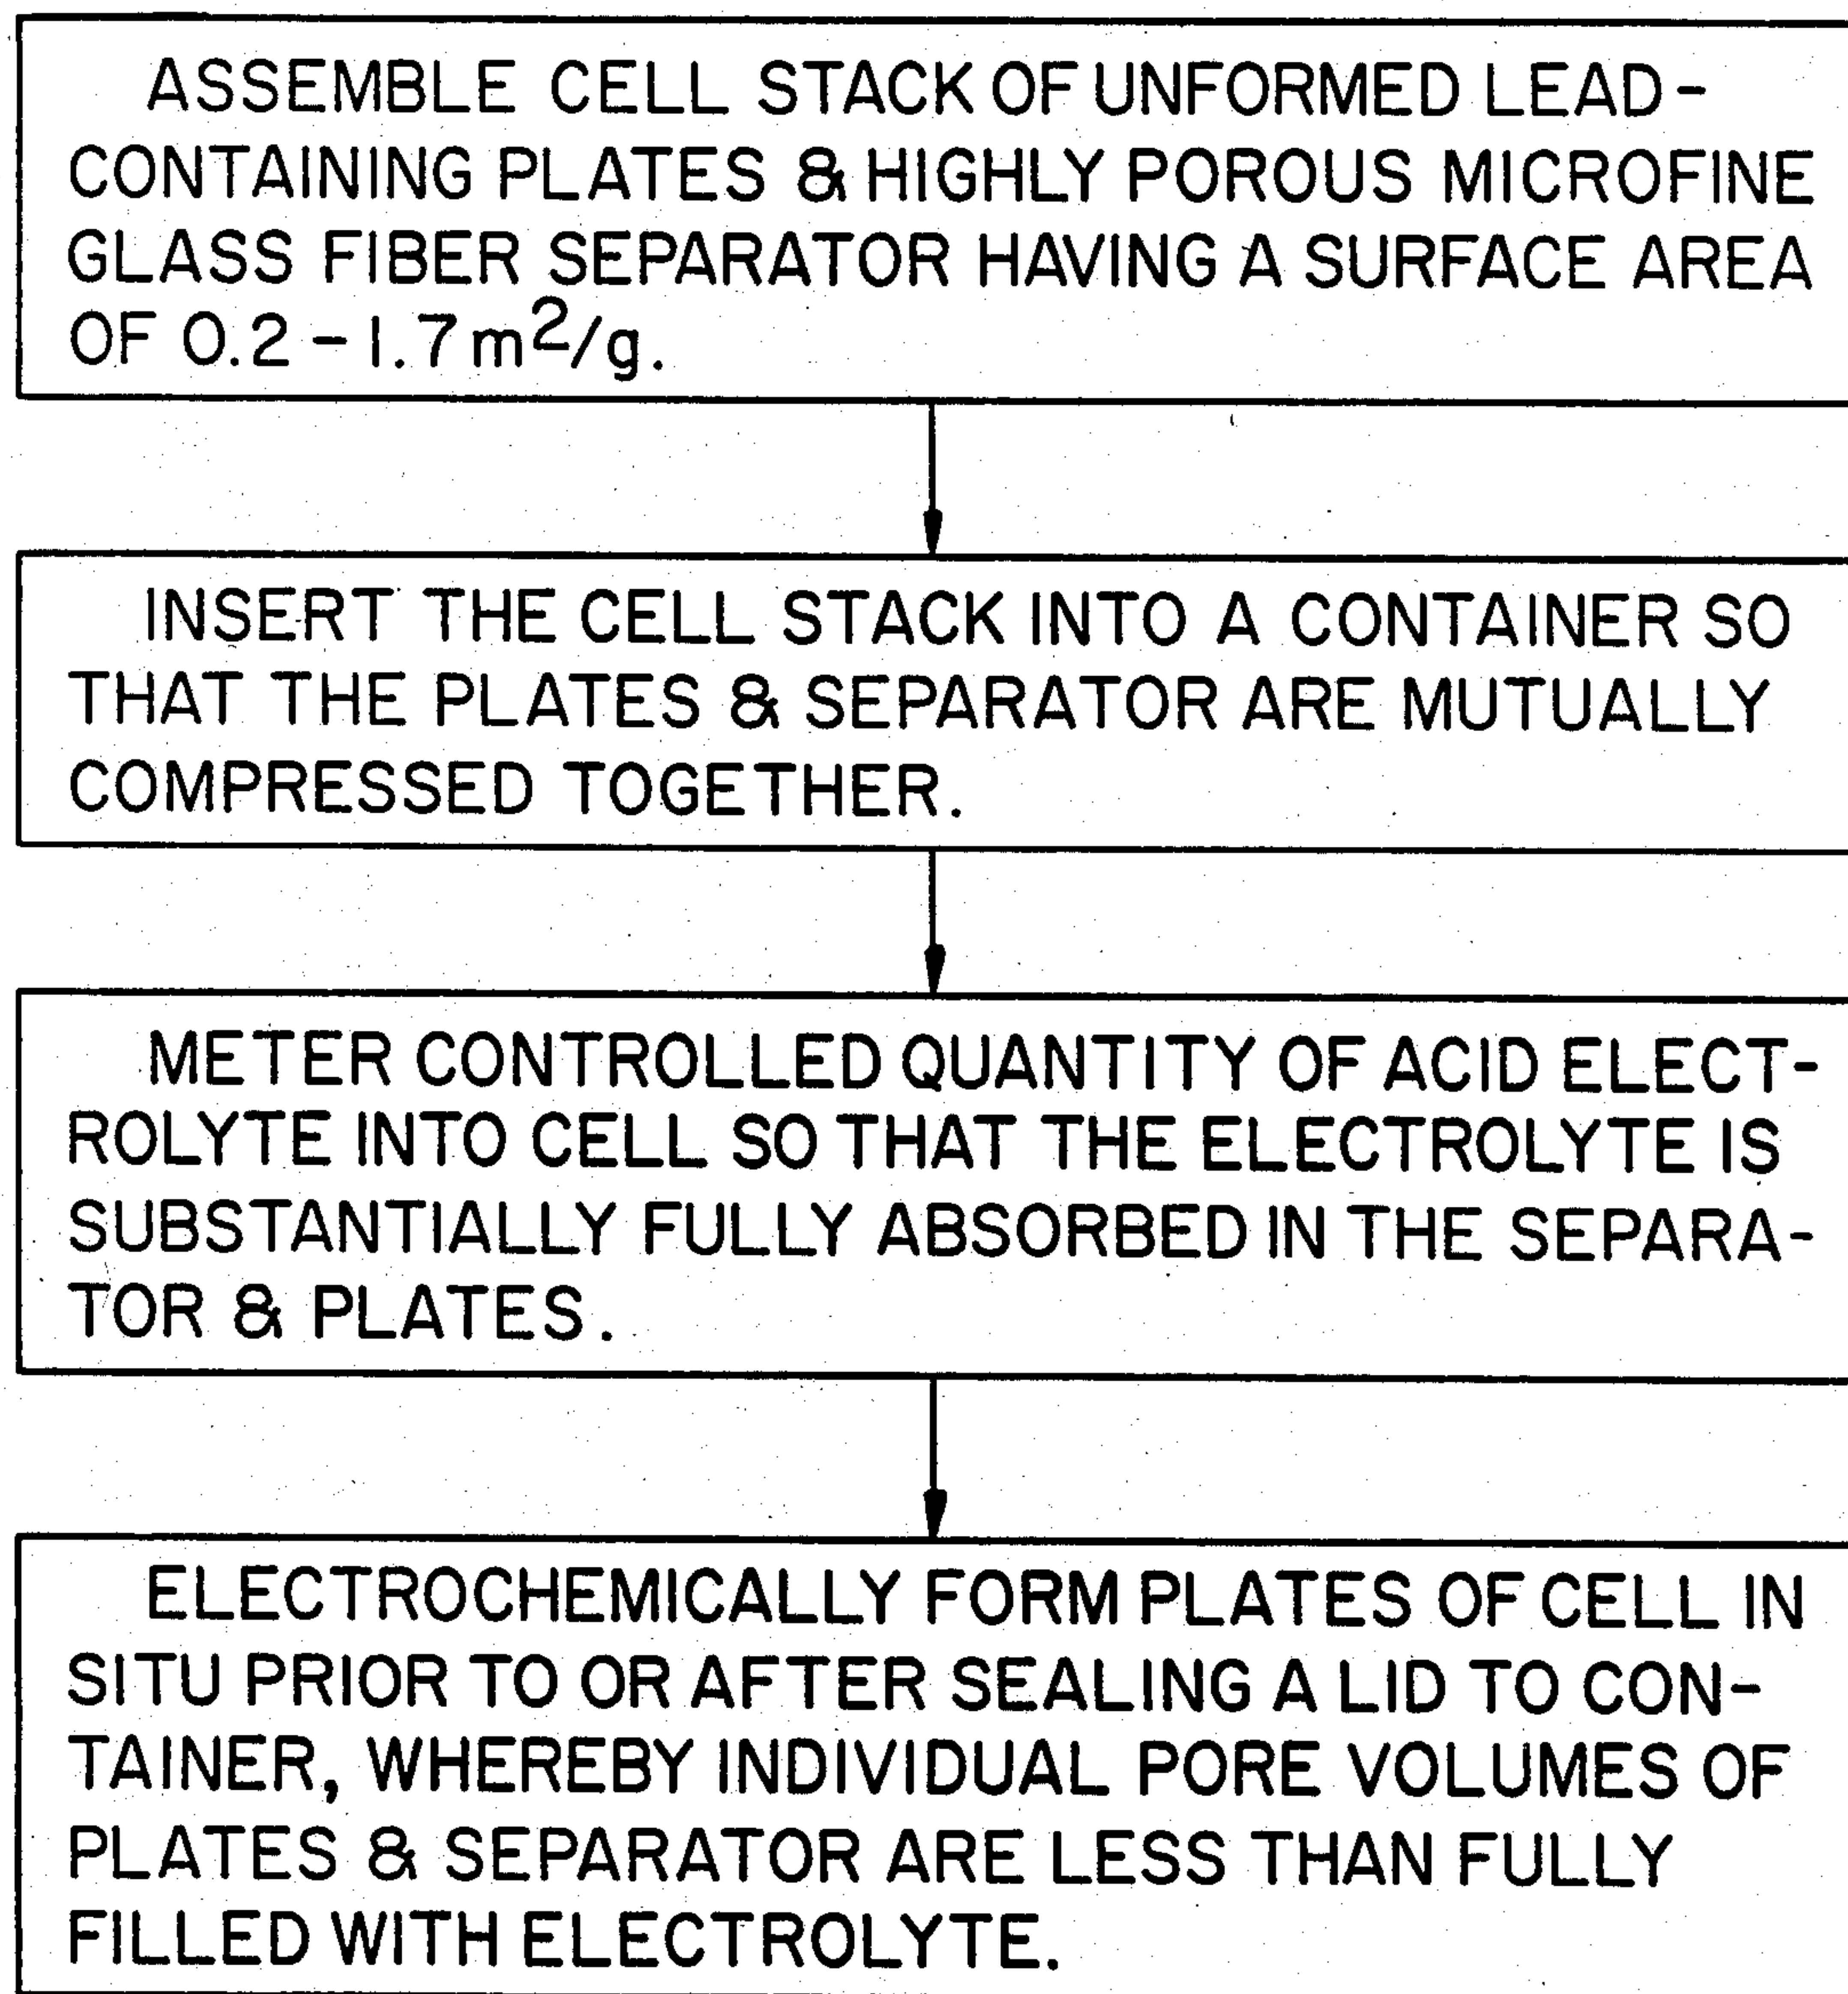 ASSEMBLE CELL STACK OF UNFORMED LEAD-
CONTAINING PLATES & HIGHLY POROUS MICROFINE
GLASS FIBER SEPARATOR HAVING A SURFACE AREA
OF 0.2 - 1.7 m²/g.
INSERT THE CELL STACK INTO A CONTAINER SO
THAT THE PLATES & SEPARATOR ARE MUTUALLY
COMPRESSED TOGETHER.
METER CONTROLLED QUANTITY OF ACID ELECT-
ROLYTE INTO CELL SO THAT THE ELECTROLYTE IS
SUBSTANTIALLY FULLY ABSORBED IN THE SEPARA-
TOR & PLATES.
ELECTROCHEMICALLY FORM PLATES OF CELL IN
SITU PRIOR TO OR AFTER SEALING A LID TO CON-
TAINER, WHEREBY INDIVIDUAL PORE VOLUMES OF
PLATES & SEPARATOR ARE LESS THAN FULLY
FILLED WITH ELECTROLYTE.